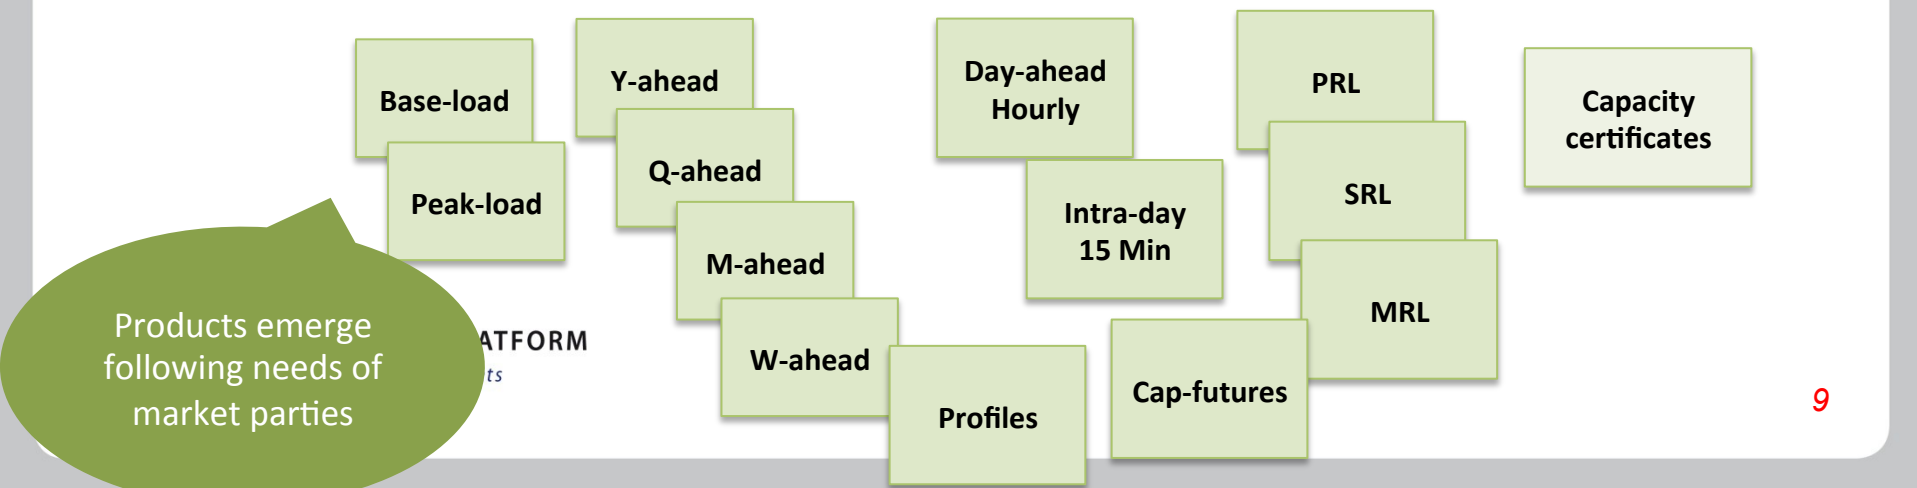 Base-load
Peak-load
Y-ahead
Q-ahead
M-ahead
W-ahead
Profiles
Day-ahead
Hourly
Intra-day
15 Min
Cap-futures
PRL
SRL
MRL
Capacity
certificates
Products emerge
following needs of
market parties
ATFORM
ts
9